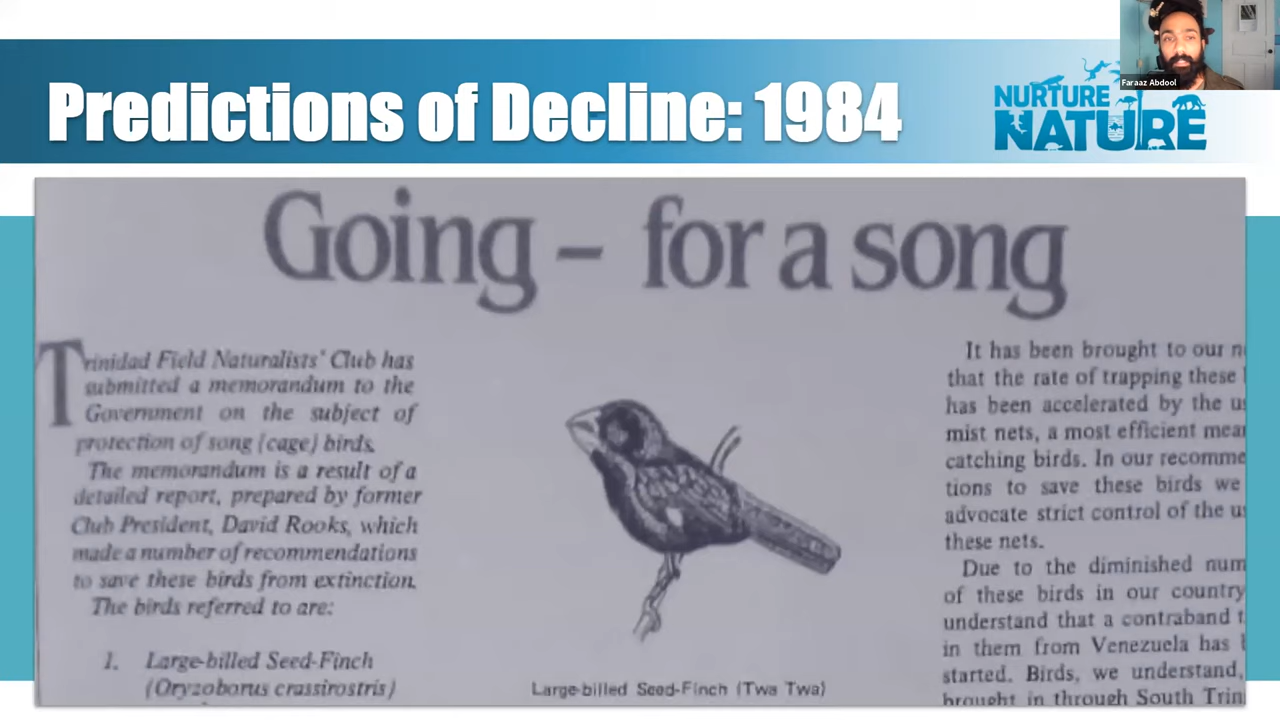 Predictions of Decline: 1984
NURTURE
NATURE
Faraaz Abdool
Going – for a song
Trinidad Field Naturalists' Club has
submitted a memorandum to the
Government on the subject of
protection of song (cage) birds.
The memorandum is a result of a
detailed report, prepared by former
Club President, David Rooks, which
made a number of recommendations
to save these birds from extinction.
The birds referred to are:
1. Large-billed Seed-Finch
(Oryzoborus crassirostris)
Large-billed Seed-Finch (Twa Twa)
It has been brought to our
that the rate of trapping these
has been accelerated by the
mist nets, a most efficient
catching birds. In our
tions to save these birds we
advocate strict control of the
these nets.
Due to the diminished
of these birds in our country
understand that a contraband
in them from Venezuela has
started. Birds, we understand,
brought in through South